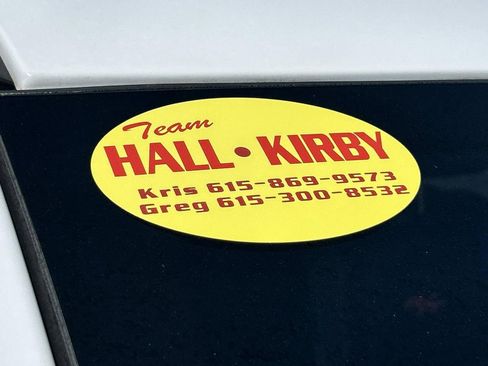 Team
HALL • KIRBY
Kris 615-869-9573
Greg 615-300-8532